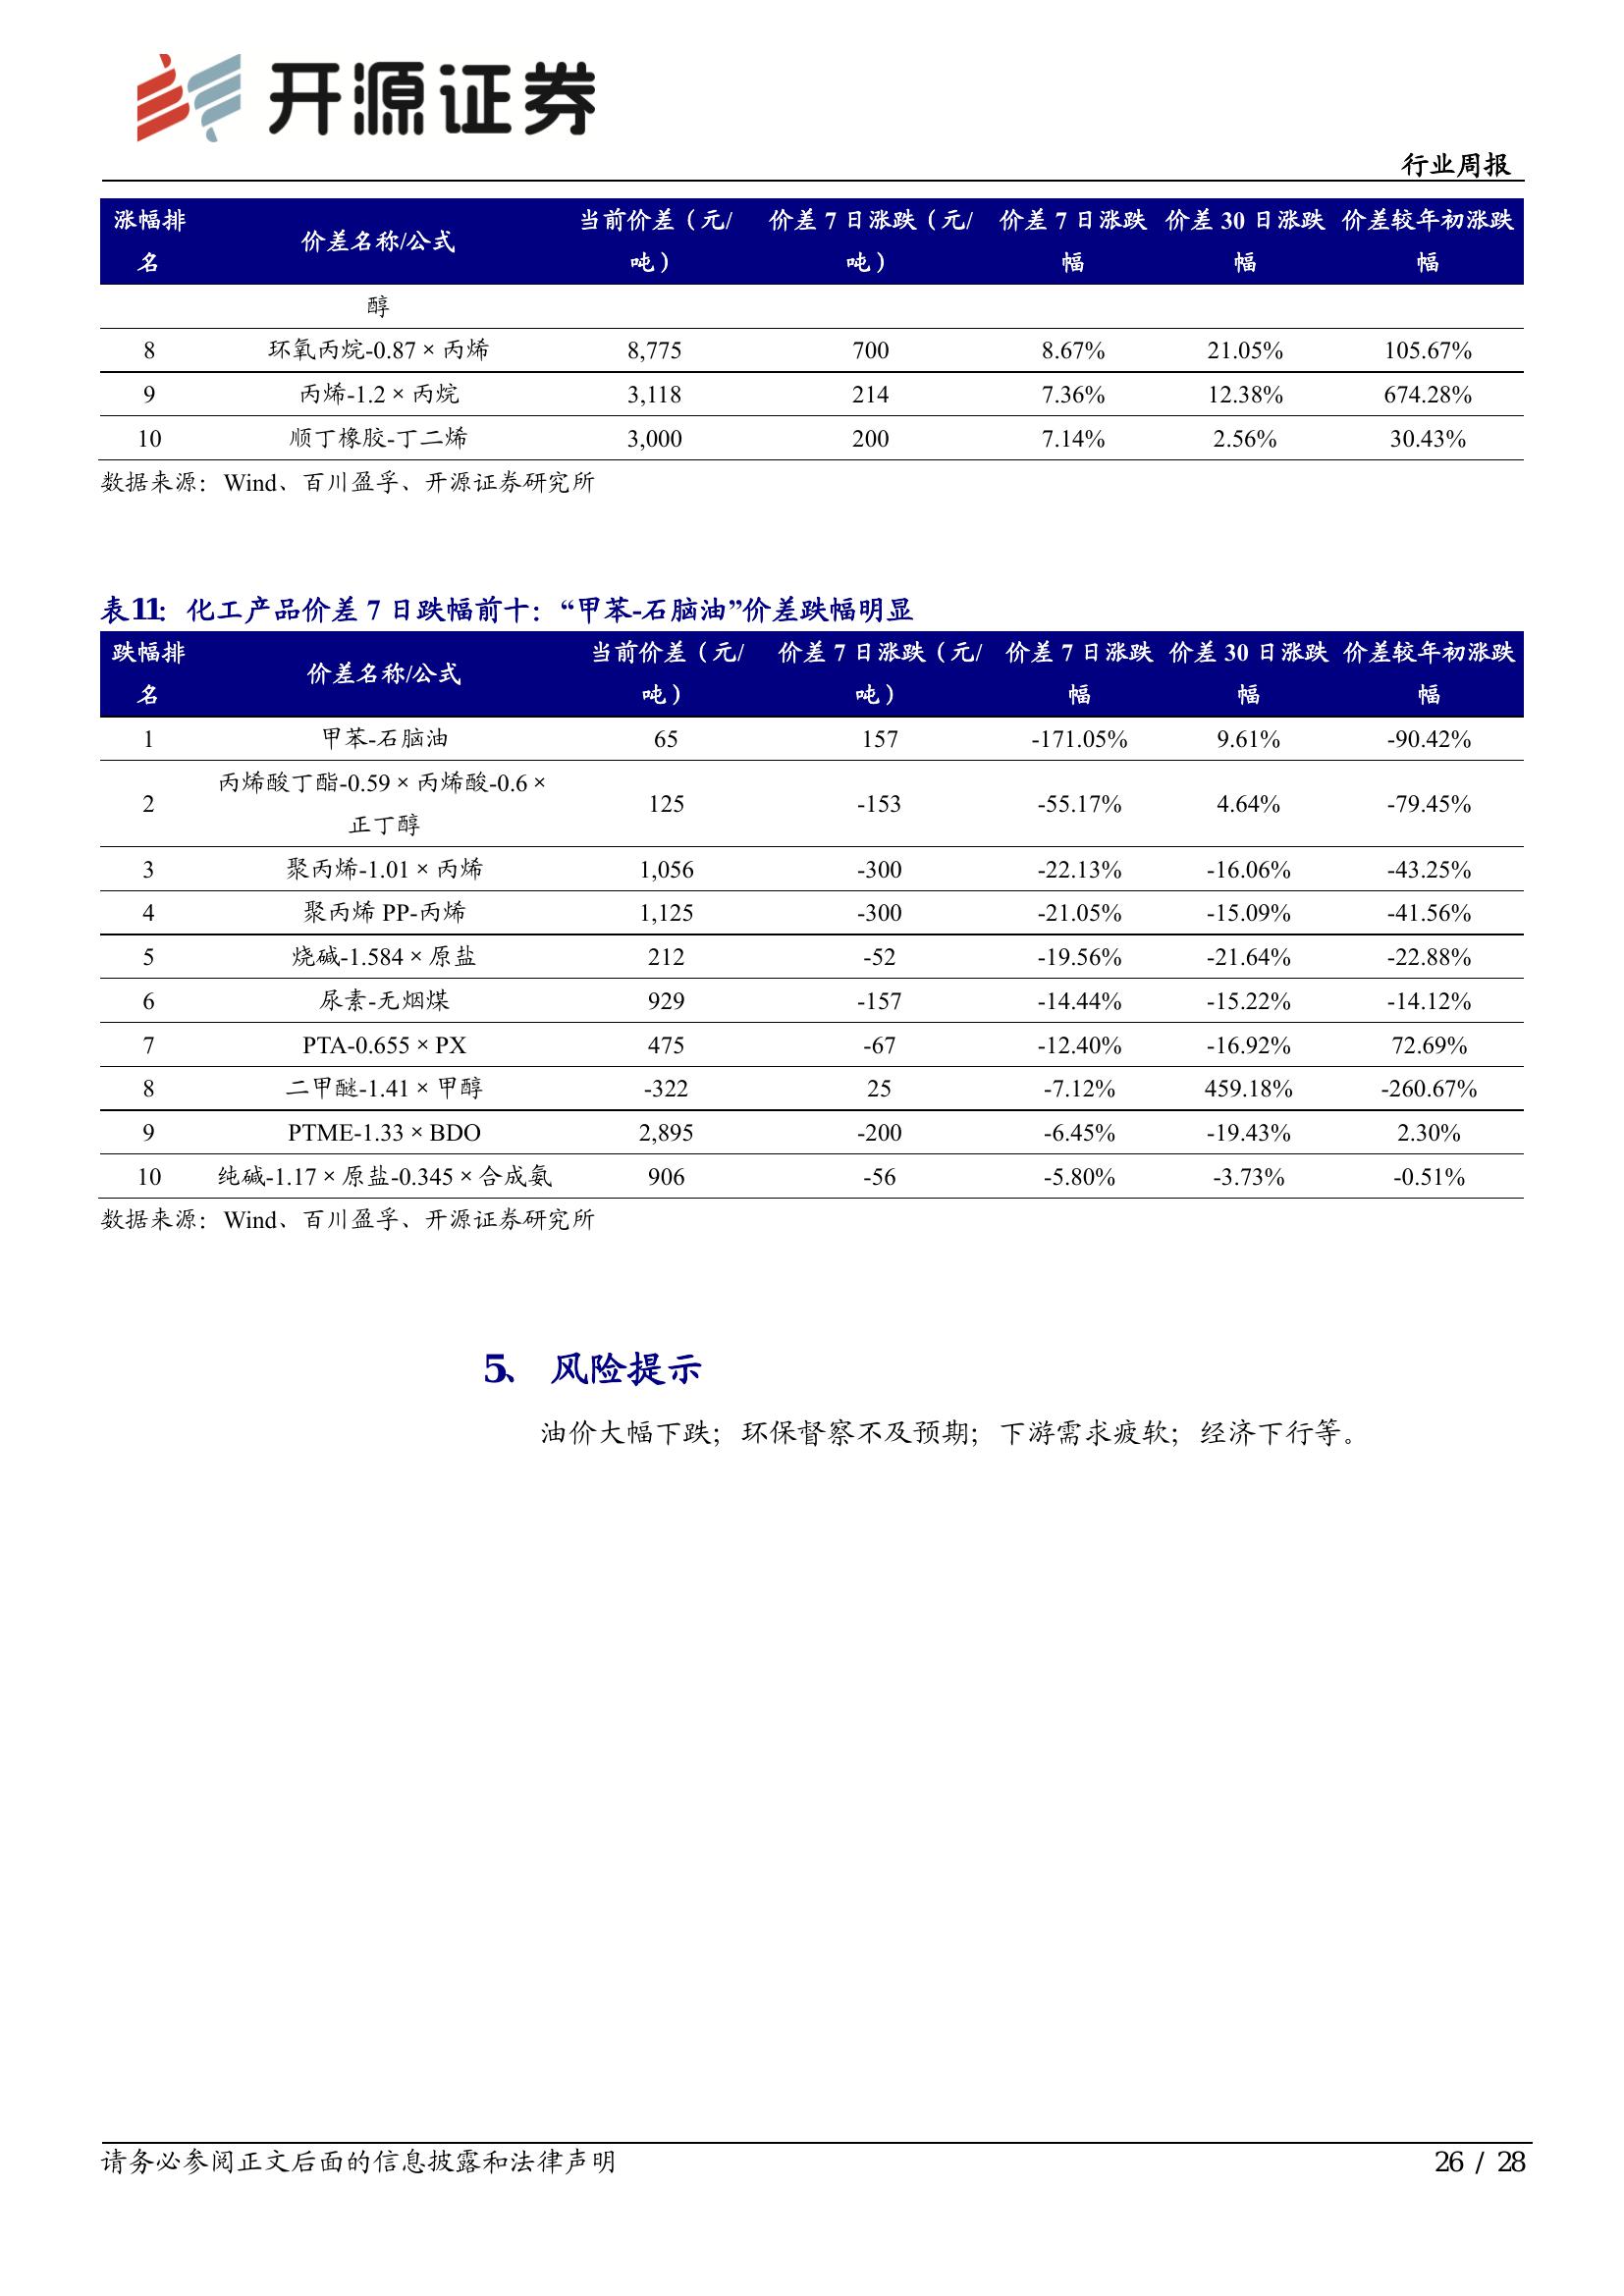 开源证券
行业周报
涨幅排名 价差名称/公式 当前价差（元/吨） 价差 7 日涨跌（元/吨） 价差 7 日涨跌幅 价差 30 日涨跌幅 价差较年初涨跌幅
醇
8 环氧丙烷-0.87×丙烯 8,775 700 8.67% 21.05% 105.67%
9 丙烯-1.2×丙烷 3,118 214 7.36% 12.38% 674.28%
10 顺丁橡胶-丁二烯 3,000 200 7.14% 2.56% 30.43%
数据来源：Wind、百川盈孚、开源证券研究所
表11：化工产品价差 7 日跌幅前十：“甲苯-石脑油”价差跌幅明显
跌幅排名 价差名称/公式 当前价差（元/吨） 价差 7 日涨跌（元/吨） 价差 7 日涨跌幅 价差 30 日涨跌幅 价差较年初涨跌幅
1 甲苯-石脑油 65 157 -171.05% 9.61% -90.42%
2 丙烯酸丁酯-0.59×丙烯酸-0.6×正丁醇 125 -153 -55.17% 4.64% -79.45%
3 聚丙烯-1.01×丙烯 1,056 -300 -22.13% -16.06% -43.25%
4 聚丙烯 PP-丙烯 1,125 -300 -21.05% -15.09% -41.56%
5 烧碱-1.584×原盐 212 -52 -19.56% -21.64% -22.88%
6 尿素-无烟煤 929 -157 -14.44% -15.22% -14.12%
7 PTA-0.655×PX 475 -67 -12.40% -16.92% 72.69%
8 二甲醚-1.41×甲醇 -322 25 -7.12% 459.18% -260.67%
9 PTME-1.33×BDO 2,895 -200 -6.45% -19.43% 2.30%
10 纯碱-1.17×原盐-0.345×合成氨 906 -56 -5.80% -3.73% -0.51%
数据来源：Wind、百川盈孚、开源证券研究所
5、 风险提示
油价大幅下跌；环保督察不及预期；下游需求疲软；经济下行等。
请务必参阅正文后面的信息披露和法律声明
26 / 28